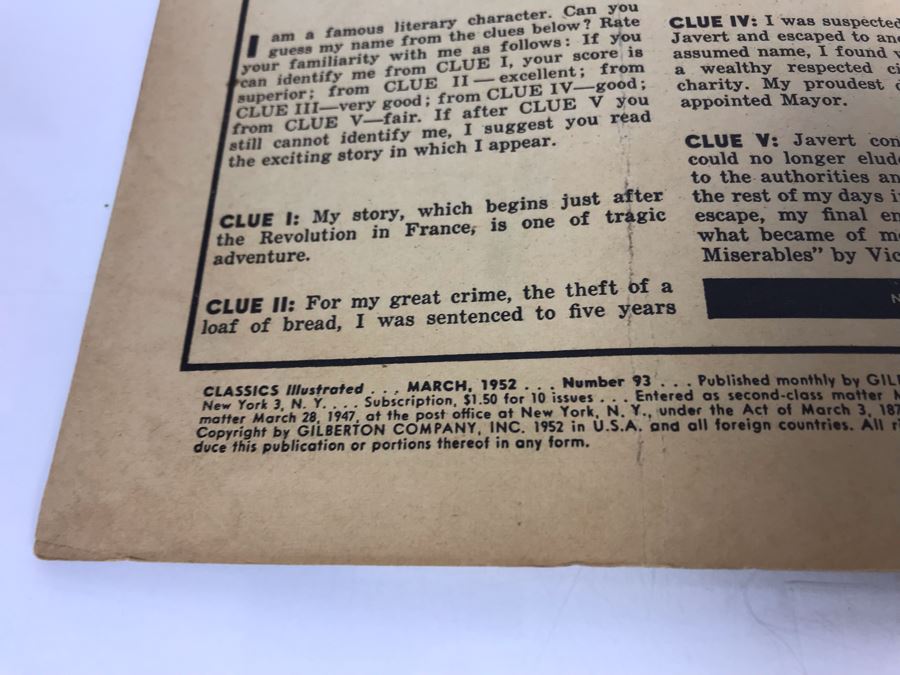 I am a famous literary character. Can you
guess my name from the clues below? Rate
your familiarity with me as follows: If you
can identify me from CLUE I, your score is
superior; from CLUE II—excellent; from
CLUE III—very good; from CLUE IV—good;
from CLUE V—fair. If after CLUE V you
still cannot identify me, I suggest you read
the exciting story in which I appear.
CLUE I: My story, which begins just after
the Revolution in France, is one of tragic
adventure.
CLUE II: For my great crime, the theft of a
loaf of bread, I was sentenced to five years
CLUE IV: I was suspected
Javert and escaped to
assumed name, I found
a wealthy respected
charity. My proudest
appointed Mayor.
CLUE V: Javert
could no longer
to the authorities
the rest of my days
escape, my final
what became of
Miserables" by
CLASSICS Illustrated . . . MARCH, 1952 . . . Number 93 . . . Published monthly by
New York 3, N. Y. . . . Subscription, $1.50 for 10 issues . . . Entered as second-class matter
matter March 28, 1947, at the post office at New York, N. Y., under the Act of March 3,
Copyright by GILBERTON COMPANY, INC. 1952 in U.S.A. and all foreign countries. All
duce this publication or portions thereof in any form.